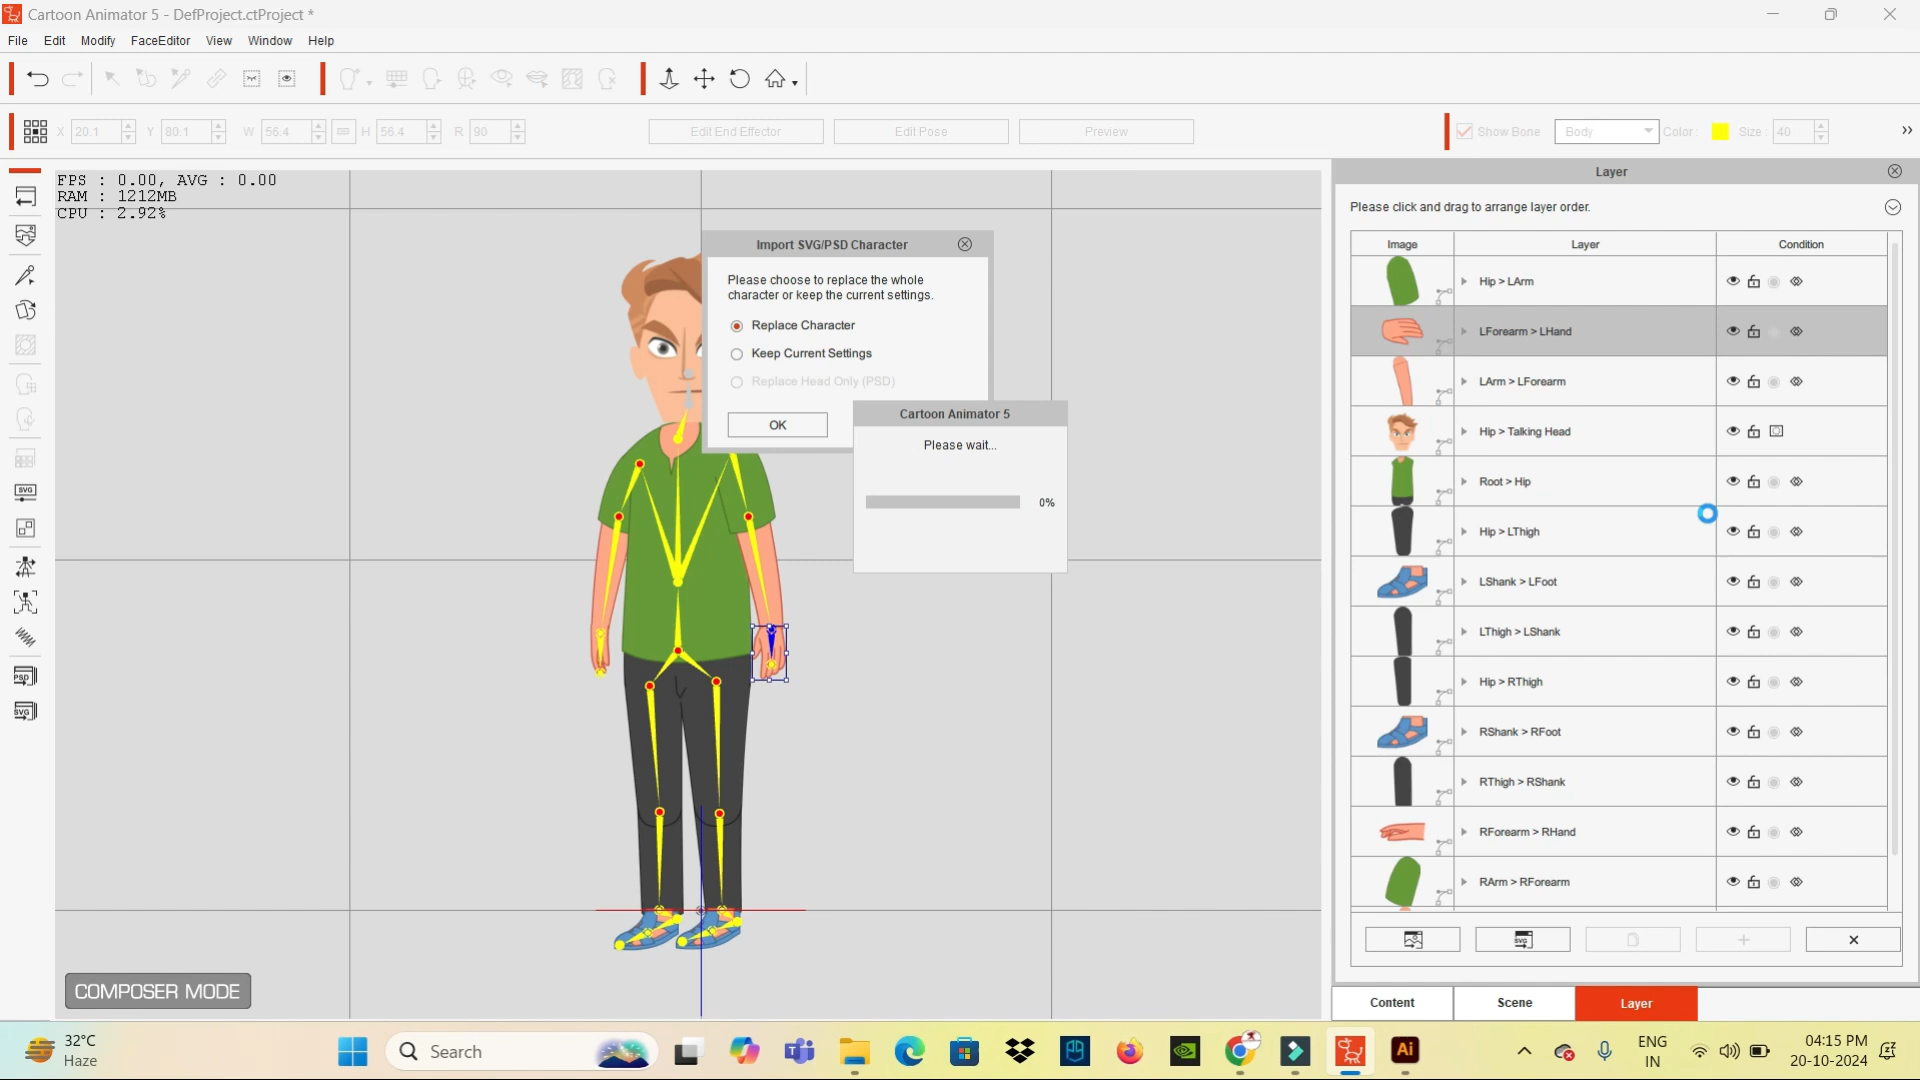 Cartoon Animator 5 - DefProject.ctProject *
File Edit Modify FaceEditor View Window Help
X 20.1 Y 80.1 W 56.4 H 56.4 R 90 Edit End Effector Edit Pose Preview Show Bone Body Color: Size: 40 »
FPS : 0.00, AVG : 0.00
RAM : 1212MB
CPU : 2.92%
SVG
PSD
SVG
Import SVG/PSD Character
Please choose to replace the whole
character or keep the current settings.
Replace Character
Keep Current Settings
Replace Head Only (PSD)
OK
Cartoon Animator 5
Please wait...
0%
COMPOSER MODE
Layer
Please click and drag to arrange layer order.
Image Layer Condition
Hip > LArm
LForearm > LHand
LArm > LForearm
Hip > Talking Head
Root > Hip
Hip > LThigh
LShank > LFoot
LThigh > LShank
Hip > RThigh
RShank > RFoot
RThigh > RShank
RForearm > RHand
RArm > RForearm
SVG
Content Scene Layer
32°C
Haze
Search
Ai
ENG
IN
04:15 PM
20-10-2024